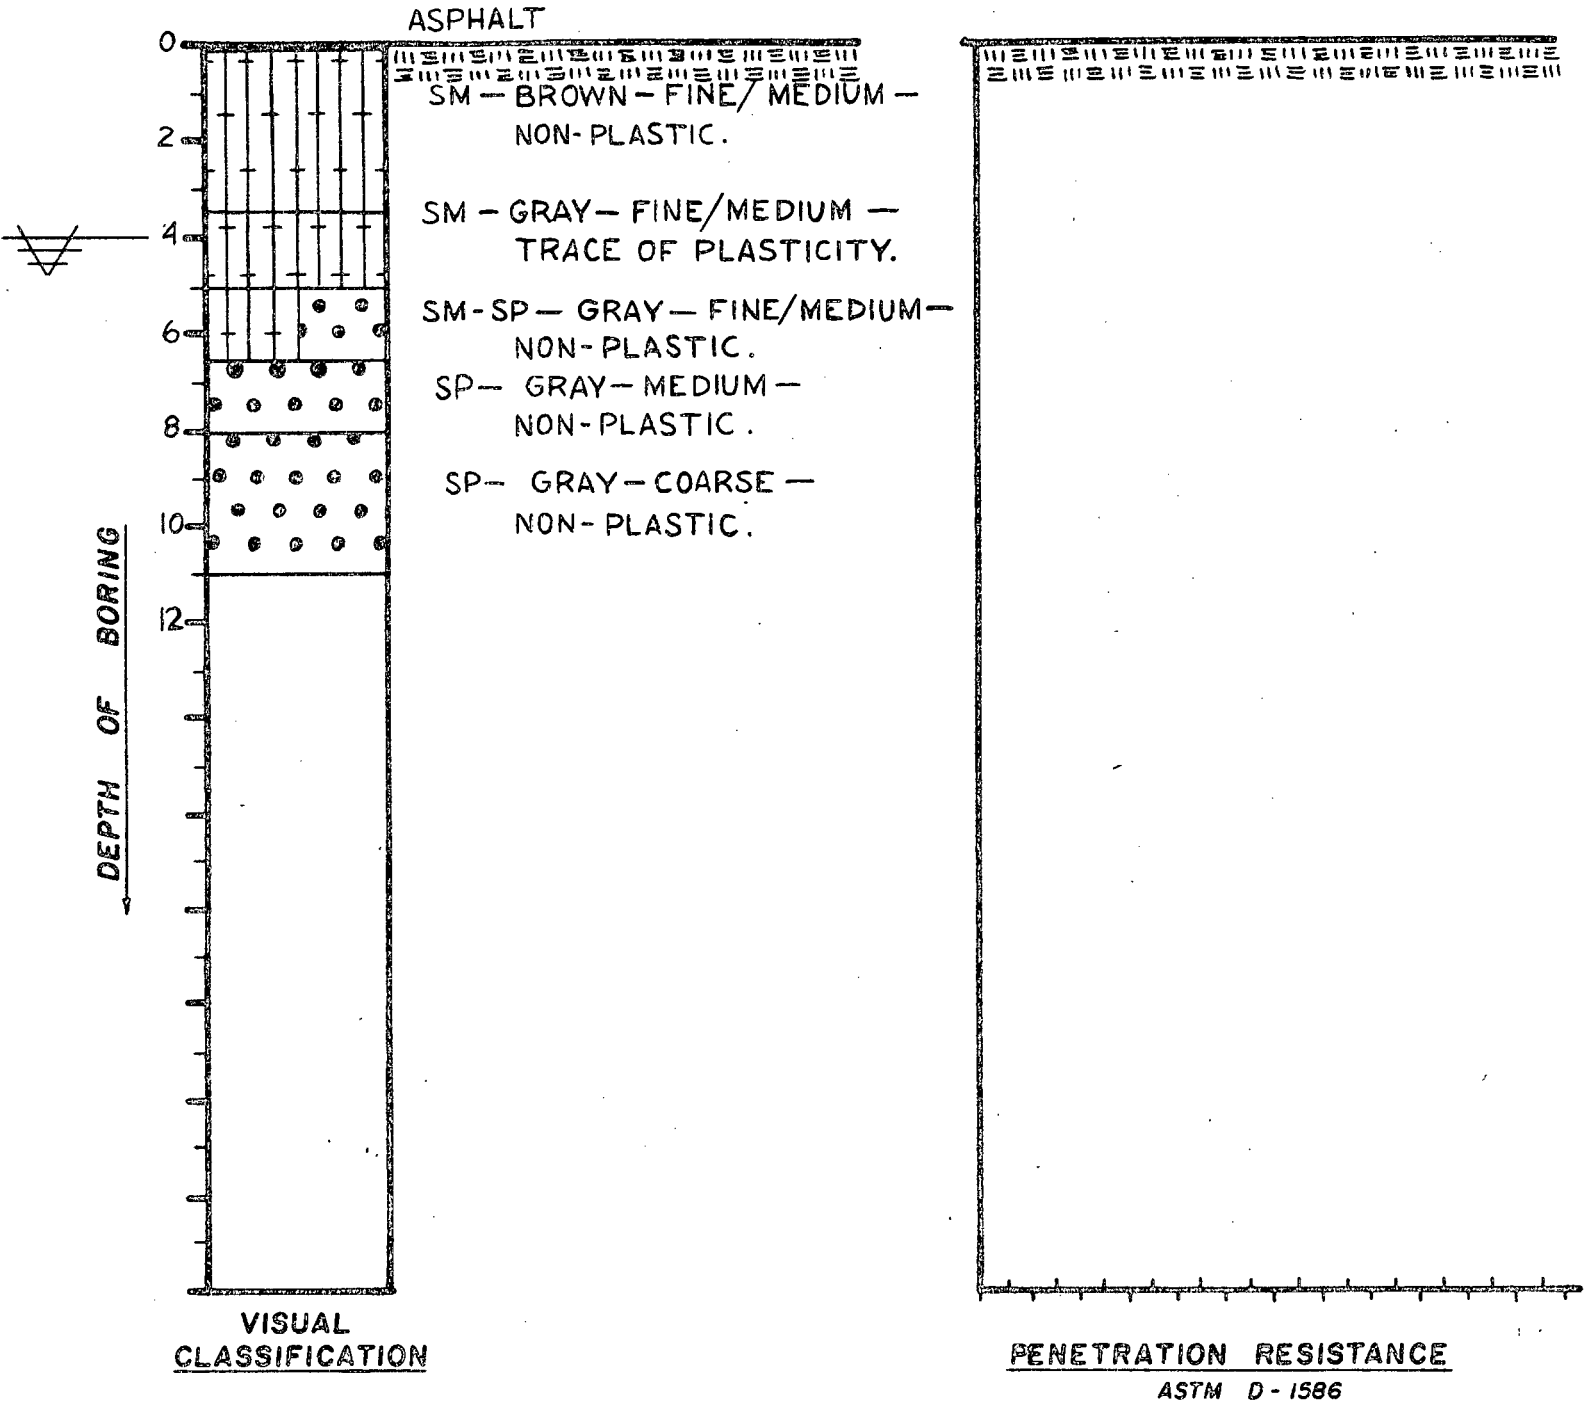 ASPHALT
0
SM – BROWN – FINE/MEDIUM –
NON-PLASTIC.
2
SM – GRAY – FINE/MEDIUM –
4
TRACE OF PLASTICITY.
SM-SP – GRAY – FINE/MEDIUM –
6
NON-PLASTIC.
SP – GRAY – MEDIUM –
8
NON-PLASTIC.
SP – GRAY – COARSE –
10
NON-PLASTIC.
12
DEPTH OF BORING
VISUAL
CLASSIFICATION
PENETRATION RESISTANCE
ASTM D-1586